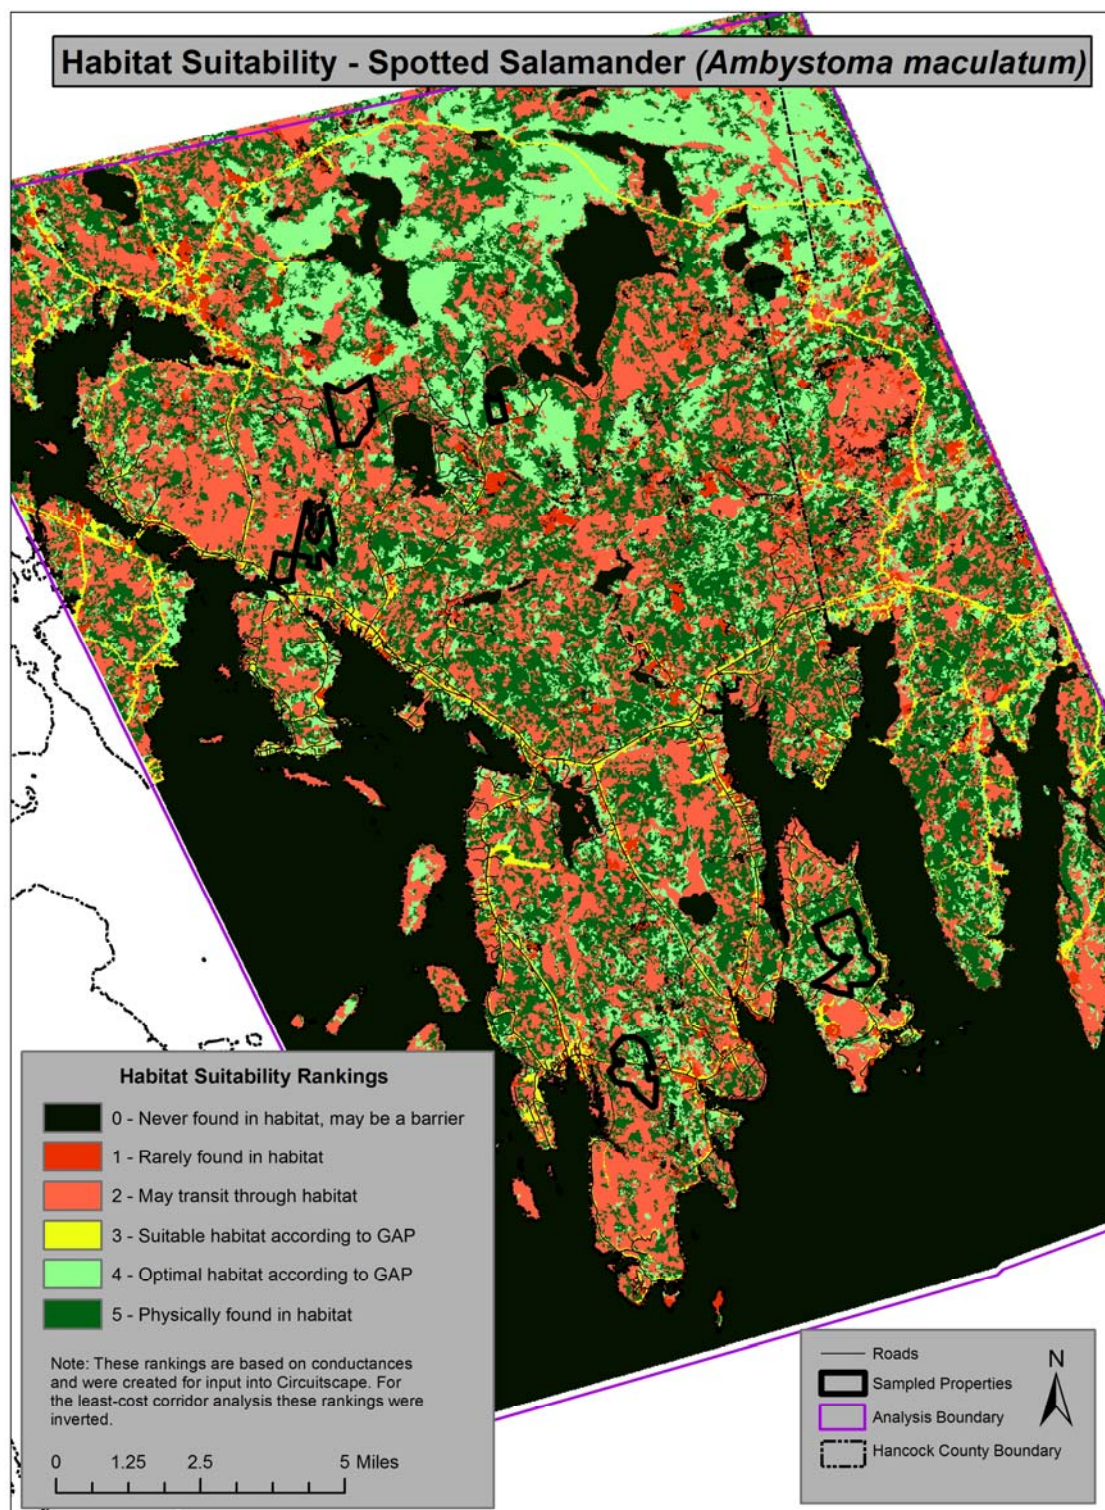 Habitat Suitability - Spotted Salamander (Ambystoma maculatum)
Habitat Suitability Rankings
0 - Never found in habitat, may be a barrier
1 - Rarely found in habitat
2 - May transit through habitat
3 - Suitable habitat according to GAP
4 - Optimal habitat according to GAP
5 - Physically found in habitat
Note: These rankings are based on conductances
and were created for input into Circuitscape. For
the least-cost corridor analysis these rankings were
inverted.
0 1.25 2.5 5 Miles
Roads
Sampled Properties
Analysis Boundary
Hancock County Boundary
N